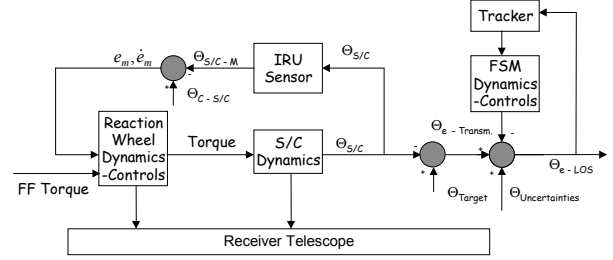 Tracker
e_m, ė_m
Θ_S/C - M
IRU
Sensor
Θ_S/C
FSM
Dynamics
-Controls
-
+
Θ_C - S/C
Reaction
Wheel
Dynamics
-Controls
Torque
S/C
Dynamics
Θ_S/C
Θ_e - Transm.
-
-
+
Θ_e - LOS
FF Torque
+
+
Θ_Target
Θ_Uncertainties
Receiver Telescope